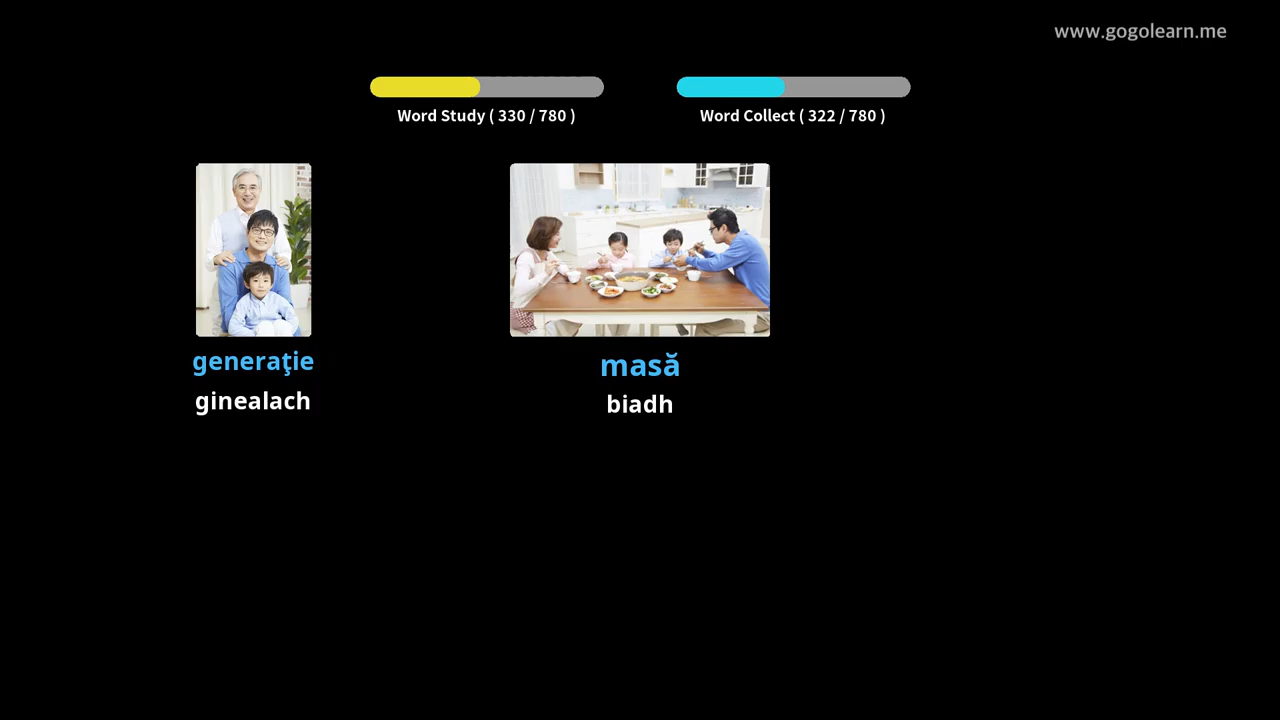 www.gogolearn.me
Word Study ( 330 / 780 )
Word Collect ( 322 / 780 )
generaţie
ginealach
masă
biadh